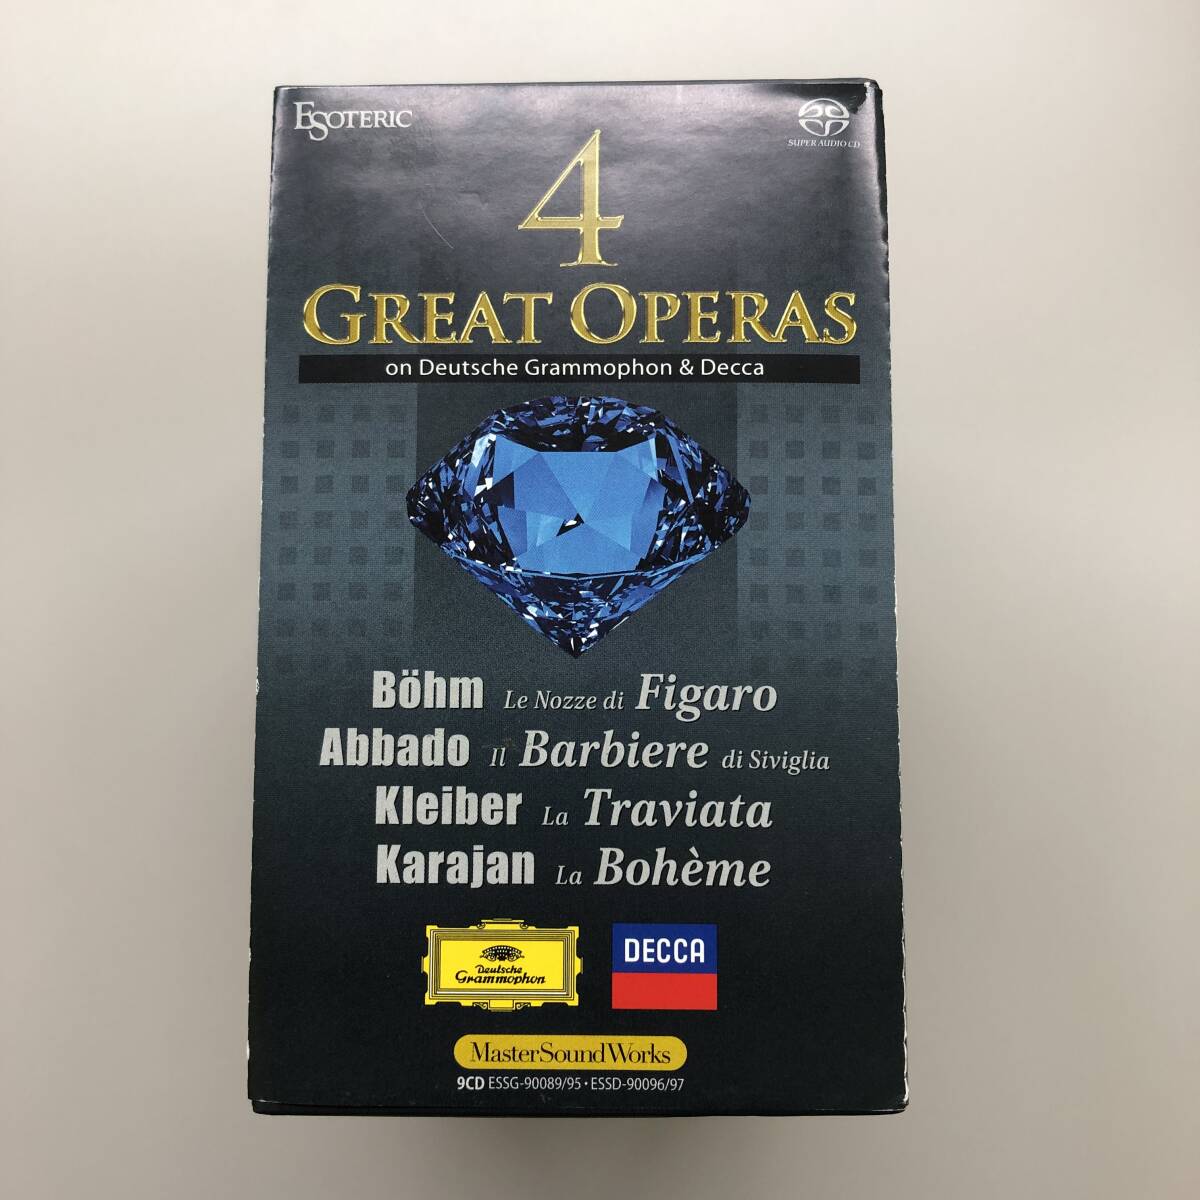 ESOTERIC
SUPER AUDIO CD
4
GREAT OPERAS
on Deutsche Grammophon & Decca
Böhm Le Nozze di Figaro
Abbado Il Barbiere di Siviglia
Kleiber La Traviata
Karajan La Bohème
Deutsche
Grammophon
DECCA
MasterSoundWorks
9CD ESSG-90089/95・ESSD-90096/97